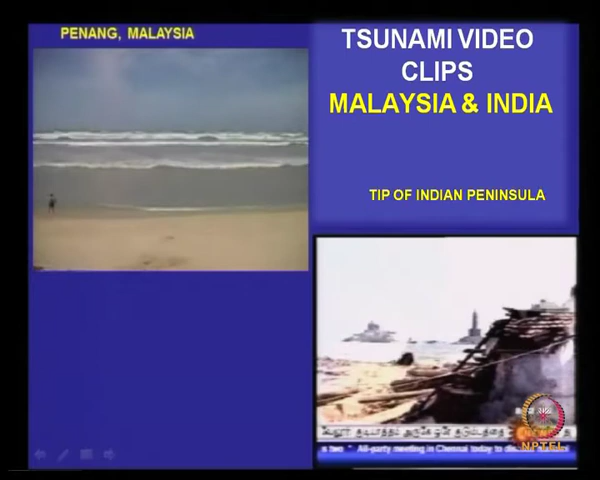 PENANG, MALAYSIA
TSUNAMI VIDEO
CLIPS
MALAYSIA & INDIA
TIP OF INDIAN PENINSULA
a two " All-party meeting in Chennai today to
NPTEL